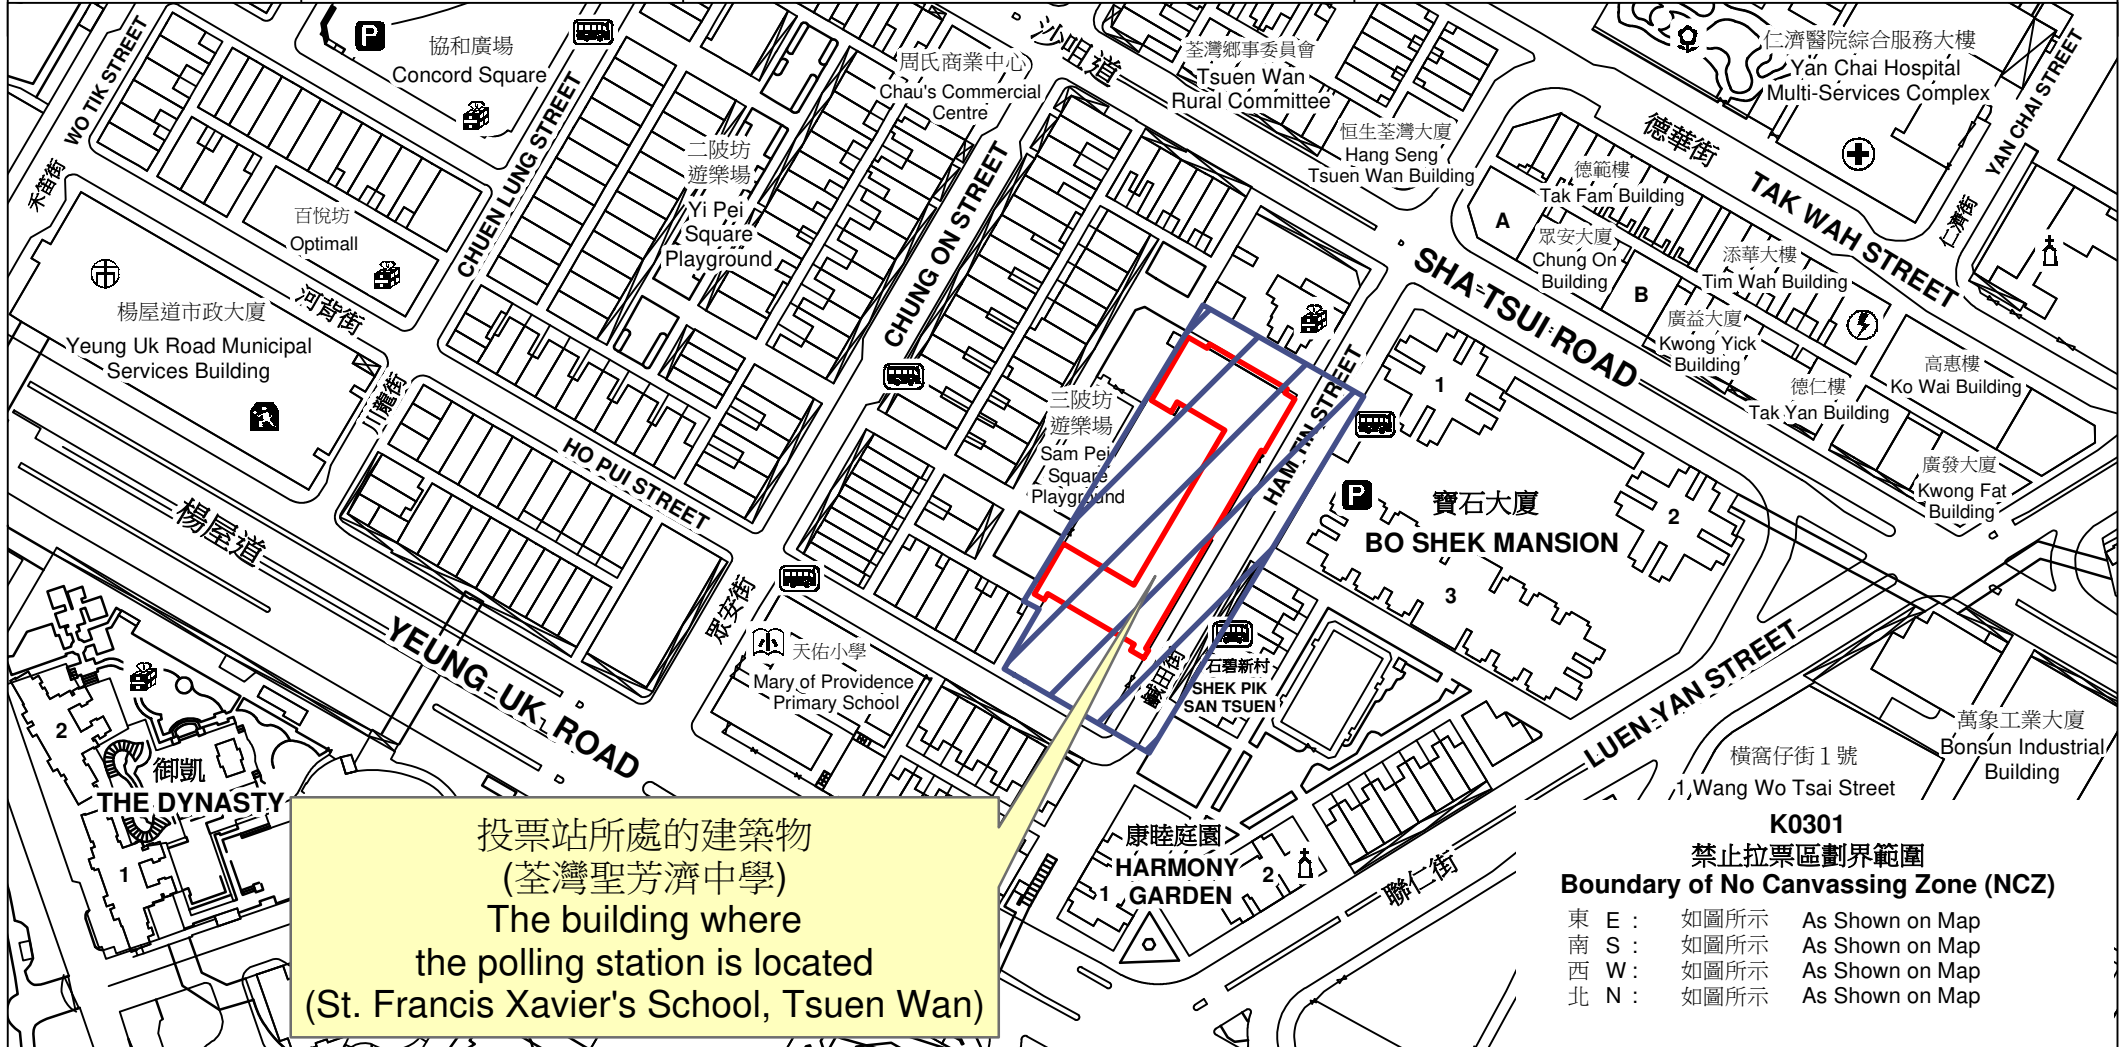 協和廣場
Concord Square
WO TIK STREET
禾笛街
CHUEN LUNG STREET
川龍街
百悅坊
Optimall
河背街
楊屋道市政大廈
Yeung Uk Road Municipal
Services Building
二陂坊
遊樂場
Yi Pei
Square
Playground
周氏商業中心
Chau's Commercial
Centre
CHUNG ON STREET
眾安街
沙咀道
SHA TSUI ROAD
荃灣鄉事委員會
Tsuen Wan
Rural Committee
恒生荃灣大廈
Hang Seng
Tsuen Wan Building
仁濟醫院綜合服務大樓
Yan Chai Hospital
Multi-Services Complex
YAN CHAI STREET
仁濟街
德華街
TAK WAH STREET
德範樓
Tak Fam Building
A
眾安大廈
Chung On
Building
B
添華大樓
Tim Wah Building
廣益大廈
Kwong Yick
Building
德仁樓
Tak Yan Building
高惠樓
Ko Wai Building
廣發大廈
Kwong Fat
Building
三陂坊
遊樂場
Sam Pei
Square
Playground
HAM TIN STREET
鹹田街
P
P
1
2
3
寶石大廈
BO SHEK MANSION
HO PUI STREET
楊屋道
YEUNG UK ROAD
天佑小學
Mary of Providence
Primary School
石碧新村
SHEK PIK
SAN TSUEN
LUEN YAN STREET
聯仁街
橫窩仔街1號
1 Wang Wo Tsai Street
萬象工業大廈
Bonsun Industrial
Building
2
御凱
THE DYNASTY
1
康睦庭園
HARMONY
GARDEN
1
2
投票站所處的建築物
(荃灣聖芳濟中學)
The building where
the polling station is located
(St. Francis Xavier's School, Tsuen Wan)
K0301
禁止拉票區劃界範圍
Boundary of No Canvassing Zone (NCZ)
東 E : 如圖所示 As Shown on Map
南 S : 如圖所示 As Shown on Map
西 W : 如圖所示 As Shown on Map
北 N : 如圖所示 As Shown on Map